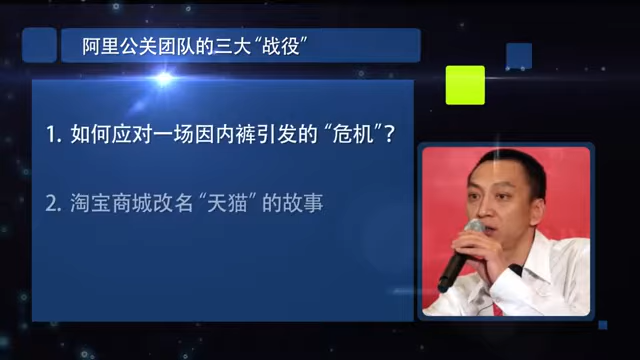 阿里公关团队的三大“战役”
1. 如何应对一场因内裤引发的“危机”?
2. 淘宝商城改名“天猫”的故事